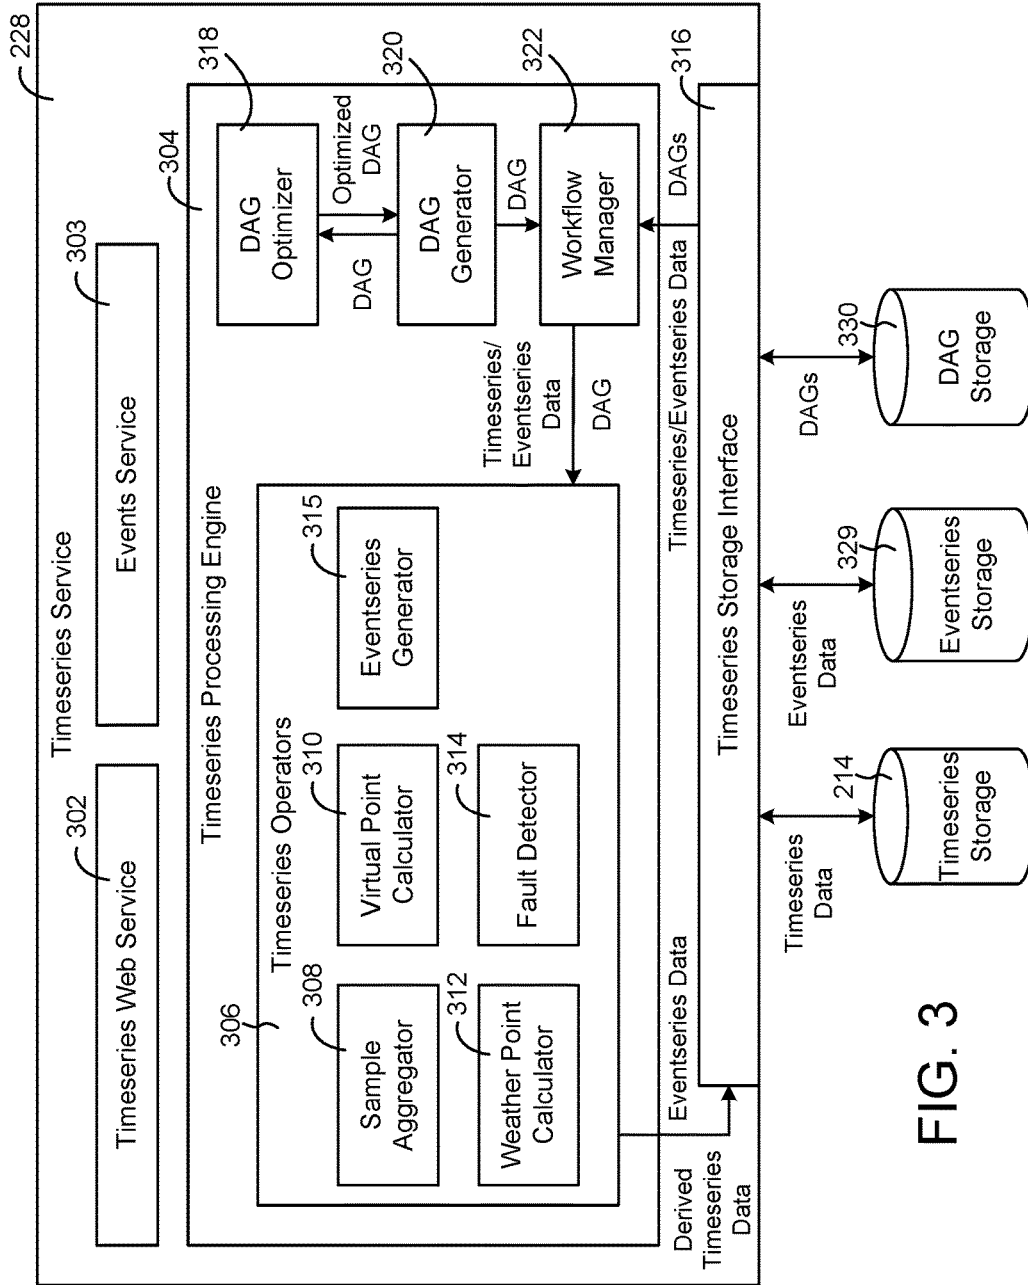 228
Timeseries Service
302
Timeseries Web Service
303
Events Service
304
Timeseries Processing Engine
306
Timeseries Operators
308
Sample
Aggregator
310
Virtual Point
Calculator
315
Eventseries
Generator
312
Weather Point
Calculator
314
Fault Detector
318
DAG
Optimizer
Optimized
DAG
DAG
320
DAG
Generator
DAG
322
Workflow
Manager
Timeseries/
Eventseries
Data
DAG
DAGs
Timeseries/Eventseries Data
Eventseries Data
Derived
Timeseries
Data
316
Timeseries Storage Interface
Timeseries
Data
Eventseries
Data
DAGs
214
Timeseries
Storage
329
Eventseries
Storage
330
DAG
Storage
FIG. 3